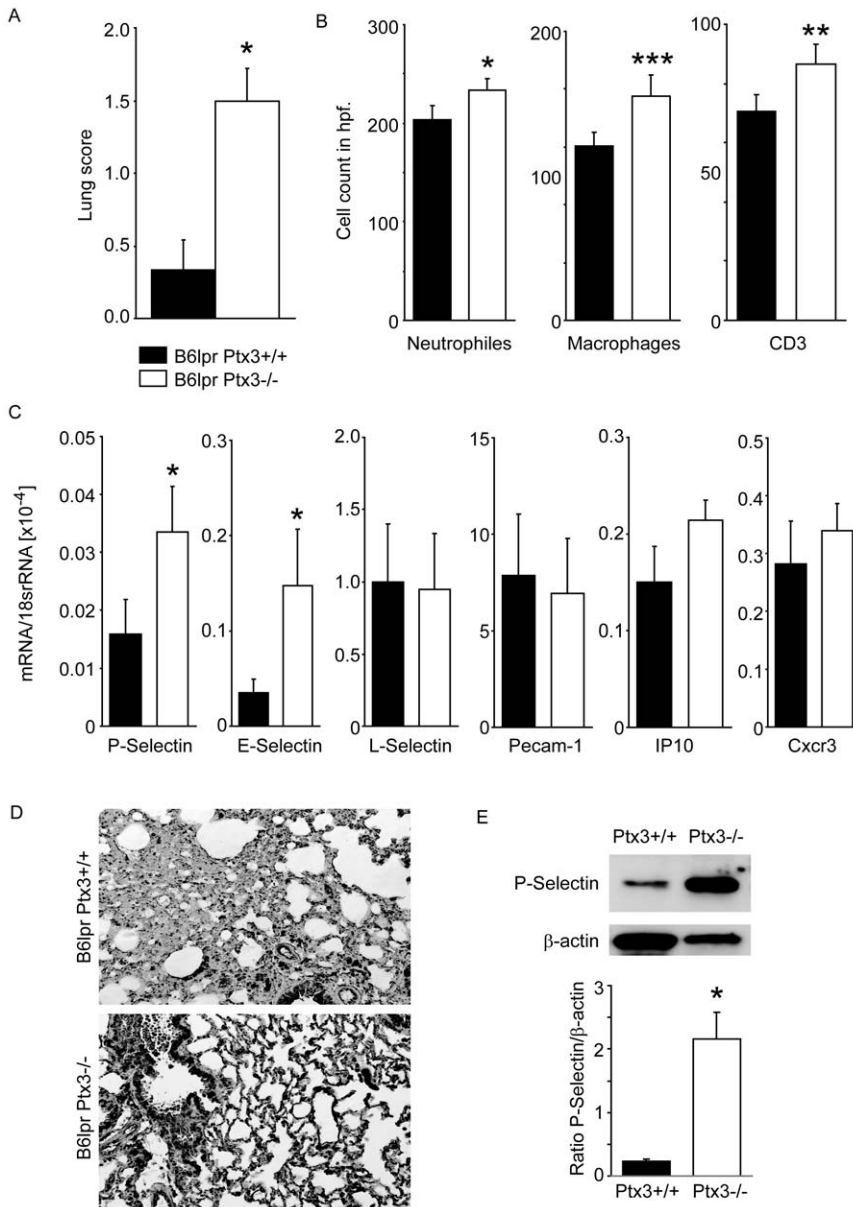 A
Lung score
2.0
1.5
1.0
0.5
0.0
*
B6lpr Ptx3+/+
B6lpr Ptx3-/-
B
Cell count in hpf.
300
200
100
0
*
Neutrophiles
200
100
0
***
Macrophages
100
50
0
**
CD3
C
mRNA/18srRNA [x10-4]
0.05
0.04
0.03
0.02
0.01
0
*
P-Selectin
0.3
0.2
0.1
0
*
E-Selectin
2.0
1.5
1.0
0.5
0.0
L-Selectin
15
10
5
0
Pecam-1
0.3
0.2
0.1
0
IP10
0.5
0.4
0.3
0.2
0.1
0
Cxcr3
D
B6lpr Ptx3+/+
B6lpr Ptx3-/-
E
Ptx3+/+ Ptx3-/-
P-Selectin
β-actin
Ratio P-Selectin/β-actin
3
2
1
0
*
Ptx3+/+ Ptx3-/-